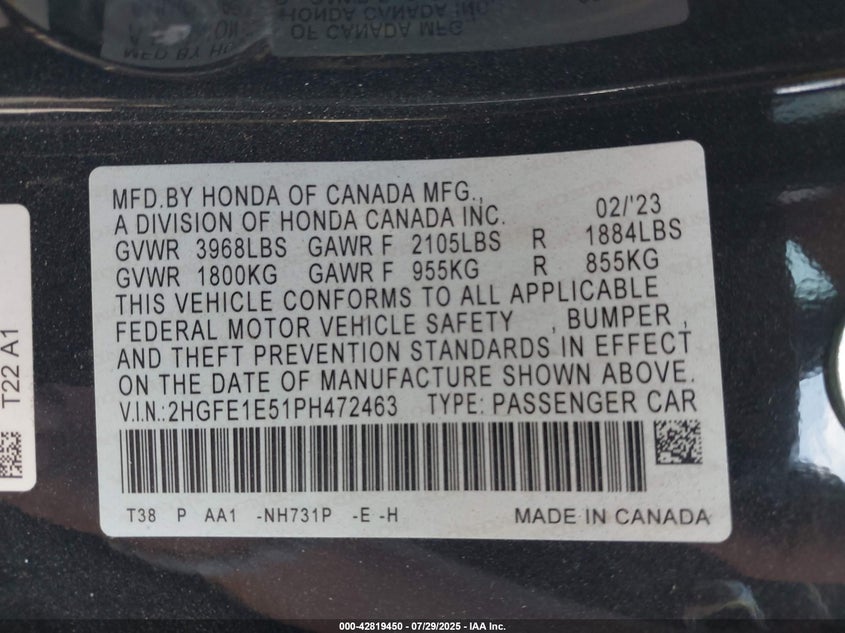 MFD.BY HONDA OF CANADA MFG.,
A DIVISION OF HONDA CANADA INC. 02/'23
GVWR 3968LBS GAWR F 2105LBS R 1884LBS
GVWR 1800KG GAWR F 955KG R 855KG
THIS VEHICLE CONFORMS TO ALL APPLICABLE
FEDERAL MOTOR VEHICLE SAFETY , BUMPER ,
AND THEFT PREVENTION STANDARDS IN EFFECT
ON THE DATE OF MANUFACTURE SHOWN ABOVE.
V.I.N.:2HGFE1E51PH472463 TYPE: PASSENGER CAR
T38 P AA1 -NH731P -E -H MADE IN CANADA
T22 A1
000-42819450 / 07/29/2025 - IAA Inc.